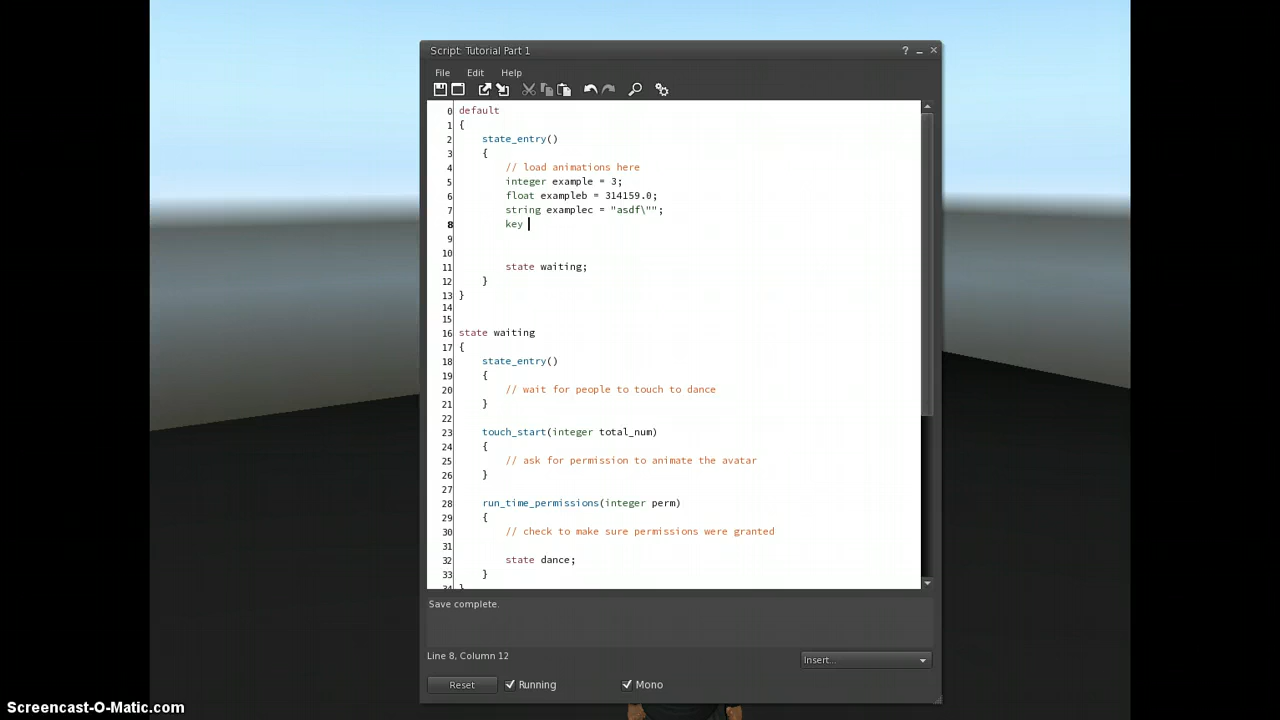 Script: Tutorial Part 1
File Edit Help
0 default
1 {
2 state_entry()
3 {
4 // load animations here
5 integer example = 3;
6 float exampleb = 314159.0;
7 string examplec = "asdf\"";
8 key
9
10
11 state waiting;
12 }
13 }
14
15
16 state waiting
17 {
18 state_entry()
19 {
20 // wait for people to touch to dance
21 }
22
23 touch_start(integer total_num)
24 {
25 // ask for permission to animate the avatar
26 }
27
28 run_time_permissions(integer perm)
29 {
30 // check to make sure permissions were granted
31
32 state dance;
33 }
34 }
Save complete.
Line 8, Column 12
Insert...
Reset Running Mono
Screencast-O-Matic.com